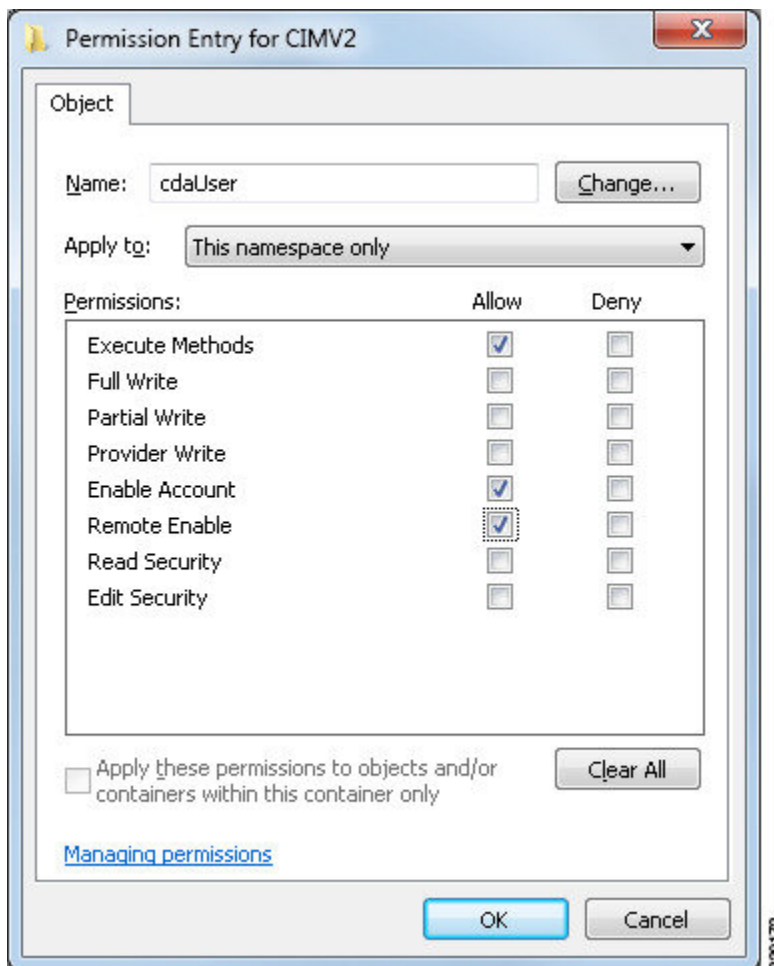 Permission Entry for CIMV2
Object
Name: cdaUser Change...
Apply to: This namespace only
Permissions: Allow Deny
Execute Methods
Full Write
Partial Write
Provider Write
Enable Account
Remote Enable
Read Security
Edit Security
Apply these permissions to objects and/or
containers within this container only
Clear All
Managing permissions
OK Cancel